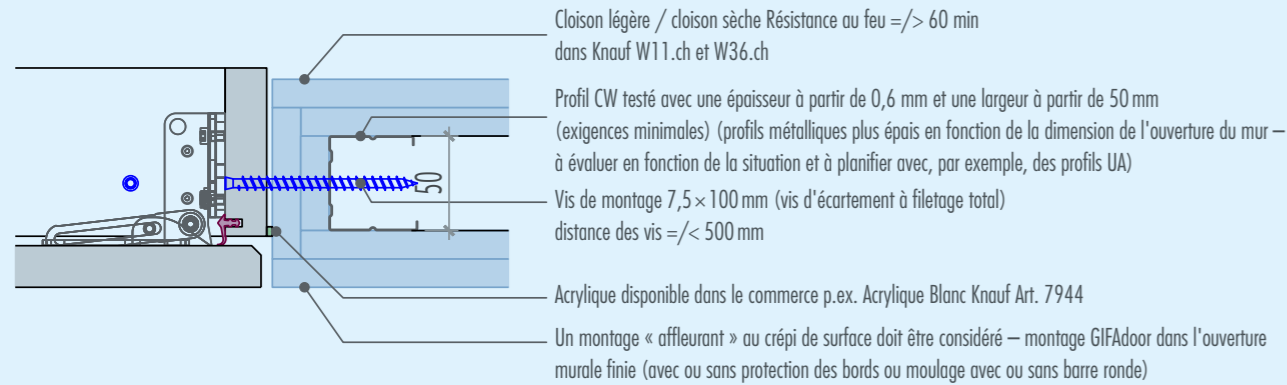 Cloison légère / cloison sèche Résistance au feu =/> 60 min
dans Knauf W11.ch et W36.ch
Profil CW testé avec une épaisseur à partir de 0,6 mm et une largeur à partir de 50 mm
(exigences minimales) (profils métalliques plus épais en fonction de la dimension de l'ouverture du mur –
à évaluer en fonction de la situation et à planifier avec, par exemple, des profils UA)
50
Vis de montage 7,5 × 100 mm (vis d'écartement à filetage total)
distance des vis =/< 500 mm
Acrylique disponible dans le commerce p.ex. Acrylique Blanc Knauf Art. 7944
Un montage « affleurant » au crépi de surface doit être considéré – montage GIFAdoor dans l'ouverture
murale finie (avec ou sans protection des bords ou moulage avec ou sans barre ronde)